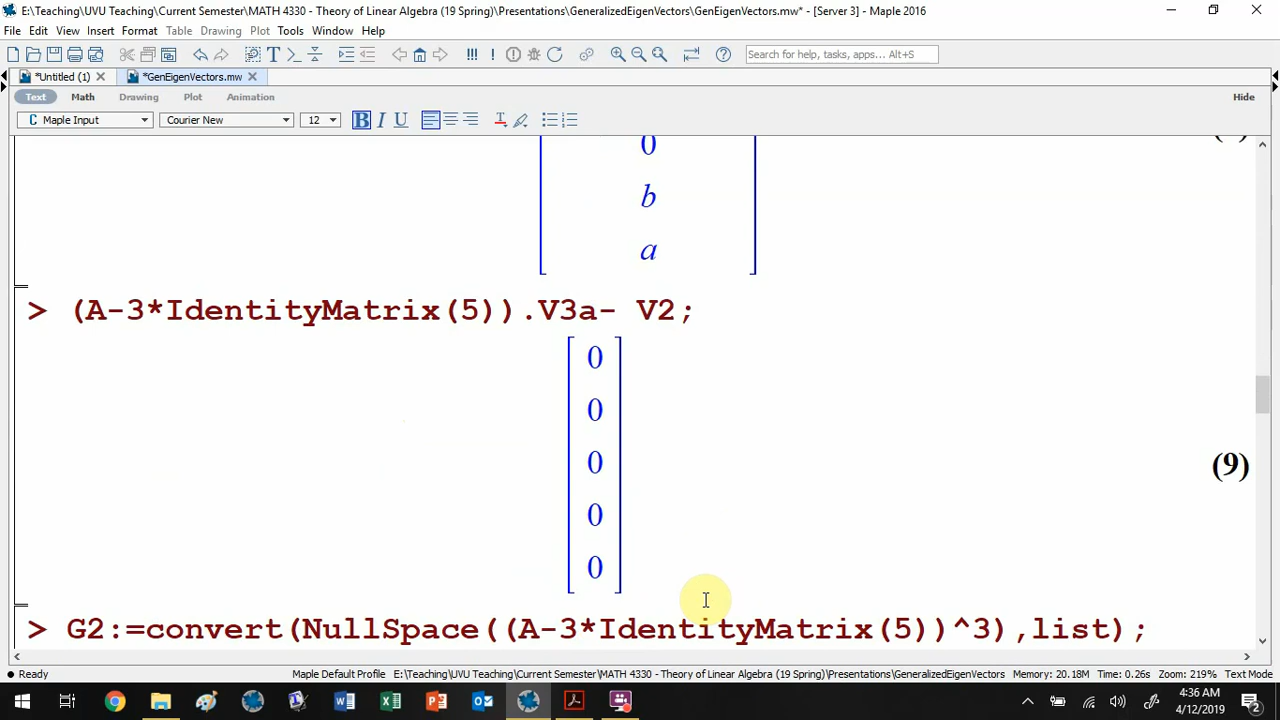 E:\Teaching\UVU Teaching\Current Semester\MATH 4330 - Theory of Linear Algebra (19 Spring)\Presentations\GeneralizedEigenVectors\GenEigenVectors.mw* - [Server 3] - Maple 2016
File Edit View Insert Format Table Drawing Plot Tools Window Help
Search for help, tasks, apps... Alt+S
*Untitled (1) *GenEigenVectors.mw
Text Math Drawing Plot Animation Hide
C Maple Input Courier New 12 B I U
0
b
a
> (A-3*IdentityMatrix(5)).V3a- V2;
0
0
0
0
0
(9)
> G2:=convert(NullSpace((A-3*IdentityMatrix(5))^3),list);
Ready Maple Default Profile E:\Teaching\UVU Teaching\Current Semester\MATH 4330 - Theory of Linear Algebra (19 Spring)\Presentations\GeneralizedEigenVectors Memory: 20.18M Time: 0.26s Zoom: 219% Text Mode
4:36 AM
4/12/2019
2